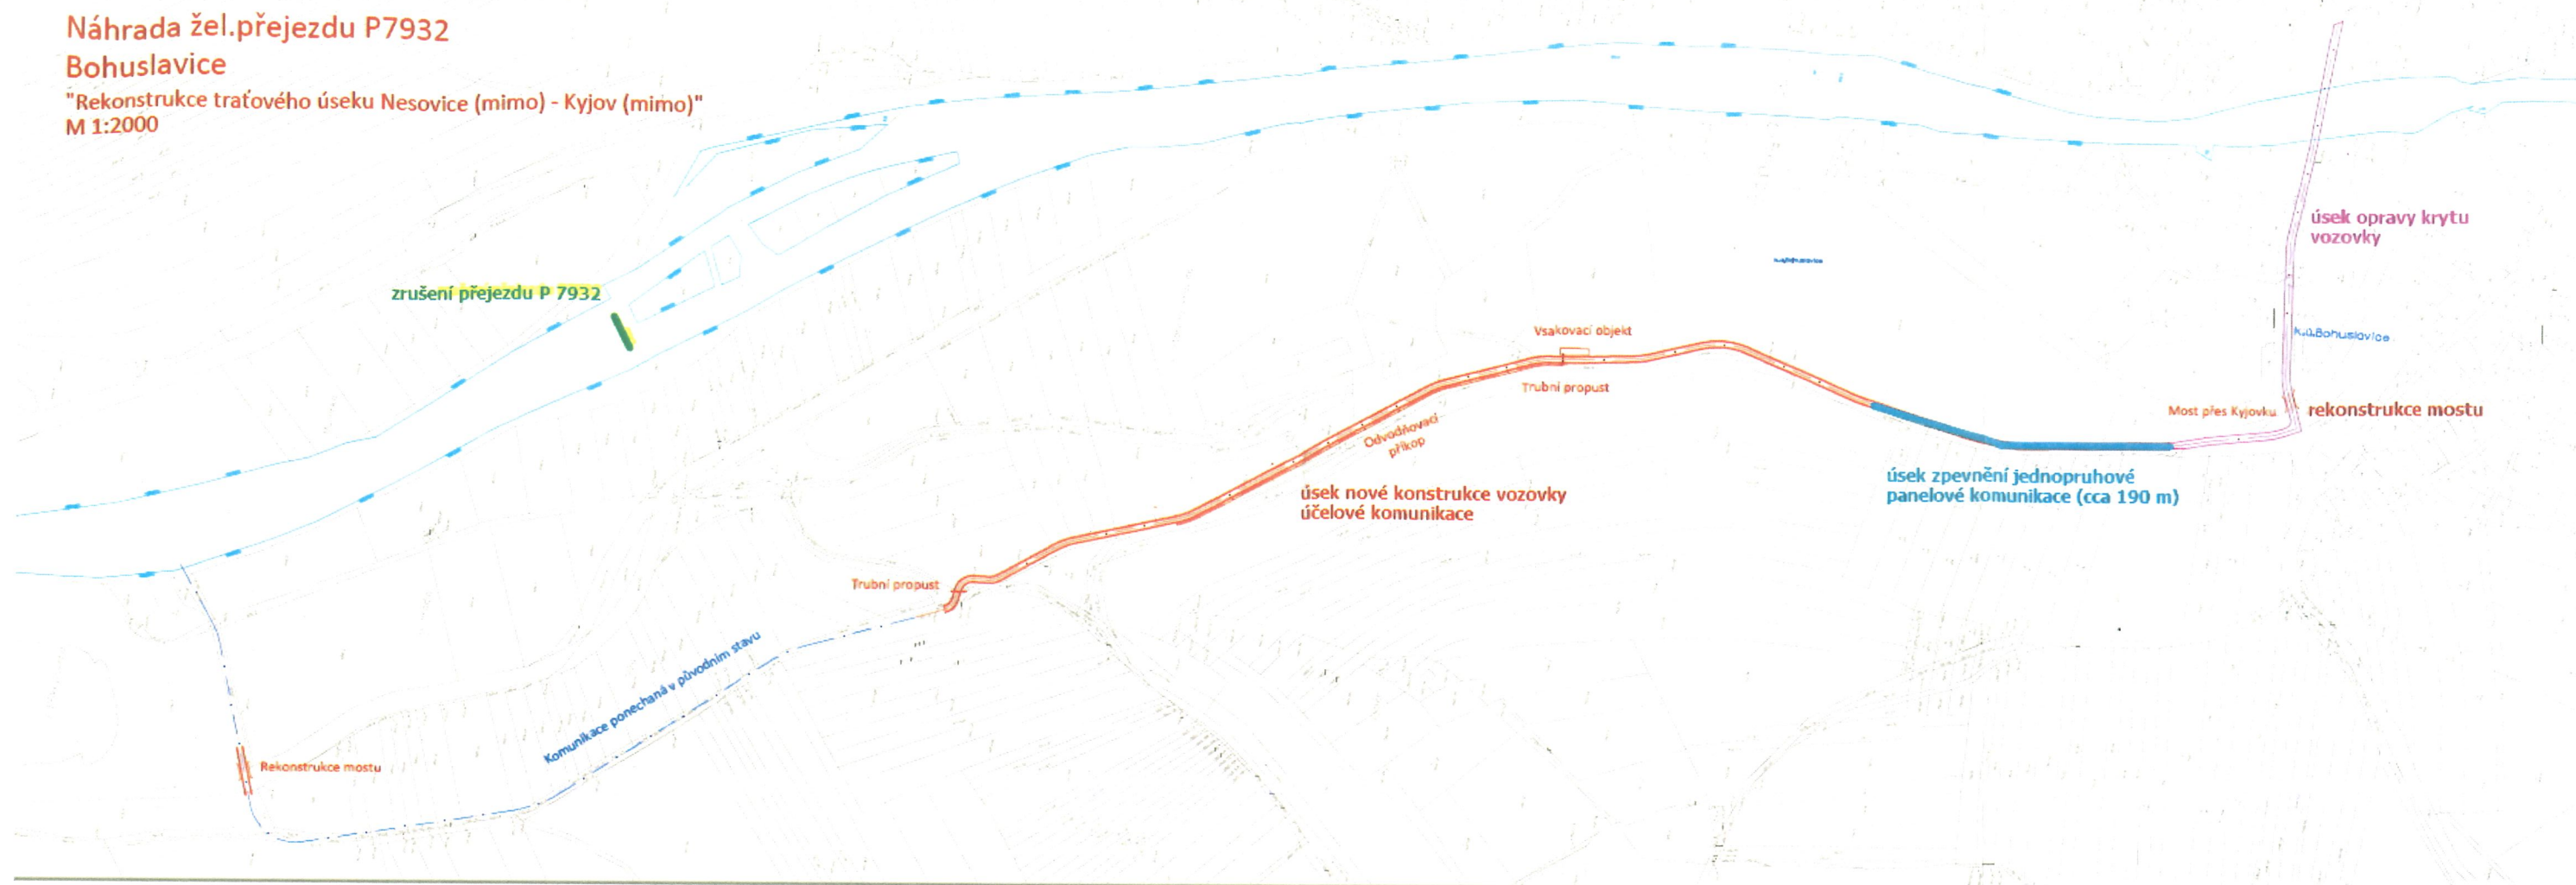 Náhrada žel.přejezdu P7932
Bohuslavice
"Rekonstrukce traťového úseku Nesovice (mimo) - Kyjov (mimo)"
M 1:2000
úsek opravy krytu
vozovky
zrušení přejezdu P 7932
Vsakovací objekt
k.ú.Bohuslavice
Trubní propust
Most přes Kyjovku
rekonstrukce mostu
Odvodňovací
příkop
úsek zpevnění jednopruhové
panelové komunikace (cca 190 m)
úsek nové konstrukce vozovky
účelové komunikace
Trubní propust
Komunikace ponechaná v původním stavu
Rekonstrukce mostu